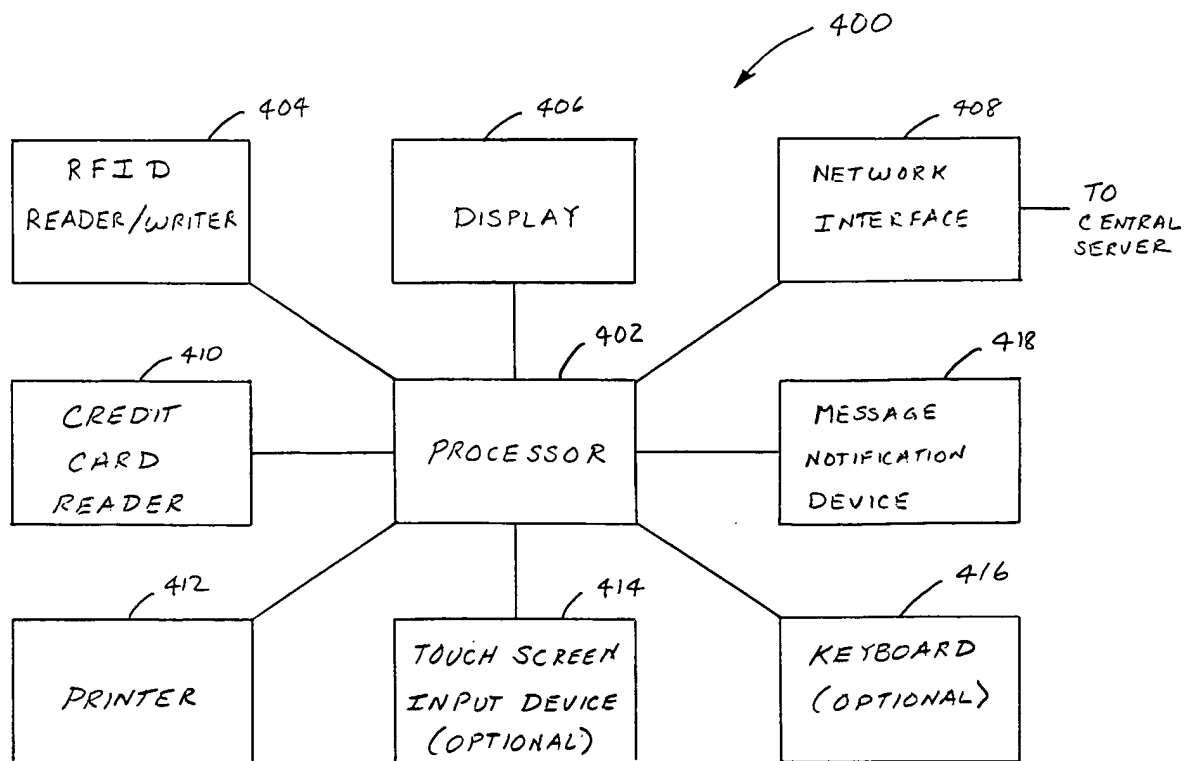 400
404
RFID
READER/WRITER
406
DISPLAY
408
NETWORK
INTERFACE
TO
CENTRAL
SERVER
410
CREDIT
CARD
READER
402
PROCESSOR
418
MESSAGE
NOTIFICATION
DEVICE
412
PRINTER
414
TOUCH SCREEN
INPUT DEVICE
(OPTIONAL)
416
KEYBOARD
(OPTIONAL)